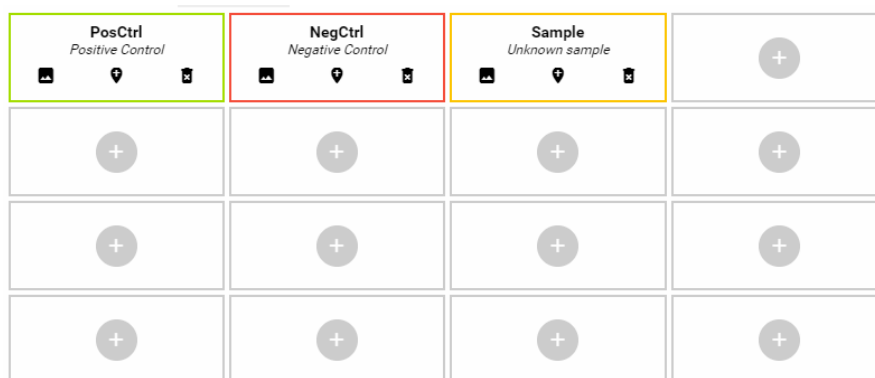 PosCtrl
Positive Control
NegCtrl
Negative Control
Sample
Unknown sample